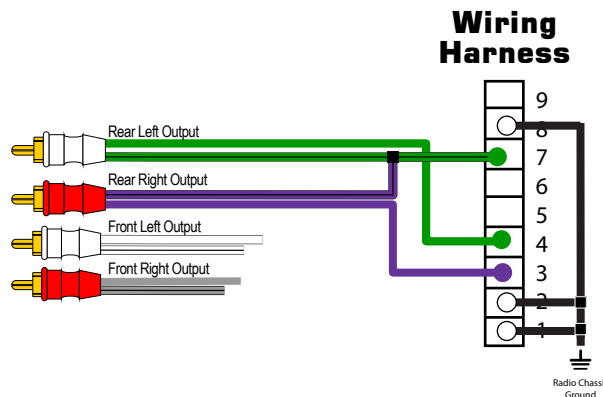 Wiring
Harness
9
8
7
6
5
4
3
2
1
Rear Left Output
Rear Right Output
Front Left Output
Front Right Output
Radio Chassi
Ground